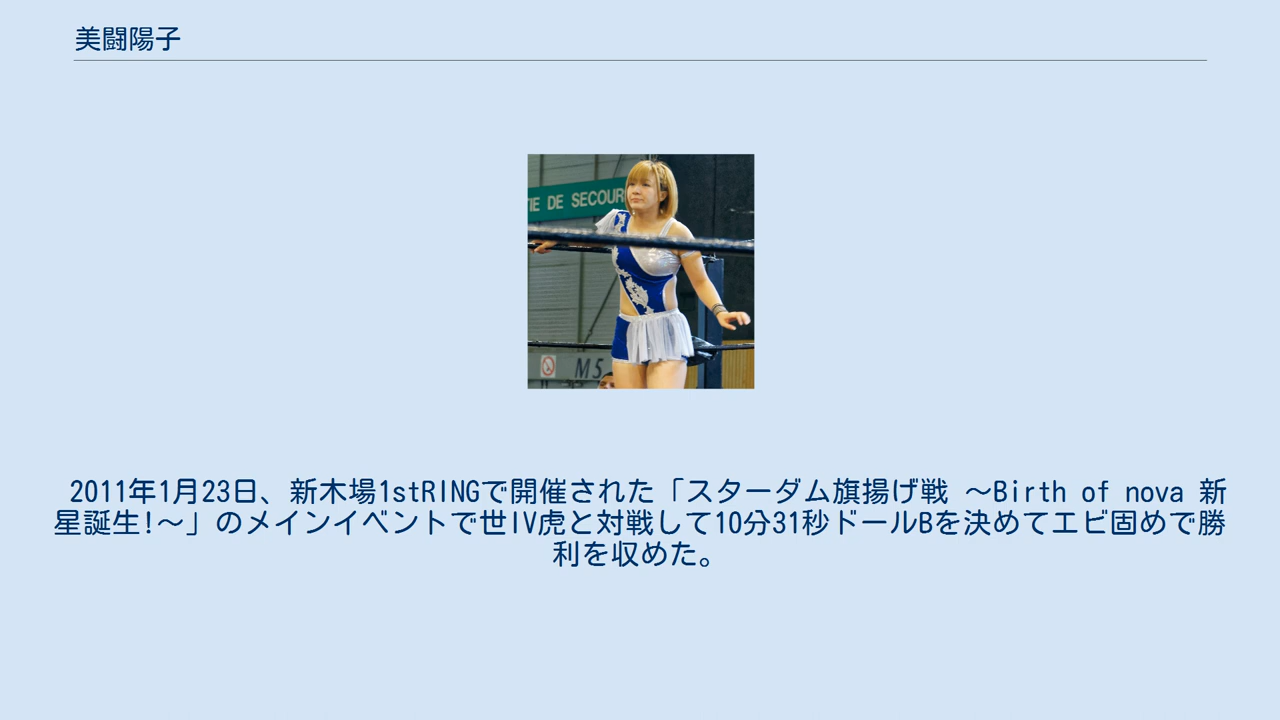 美闘陽子
TIE DE SECOUR
M5
2011年1月23日、新木場1stRINGで開催された「スターダム旗揚げ戦 ～Birth of nova 新
星誕生!～」のメインイベントで世IV虎と対戦して10分31秒ドールBを決めてエビ固めで勝
利を収めた。